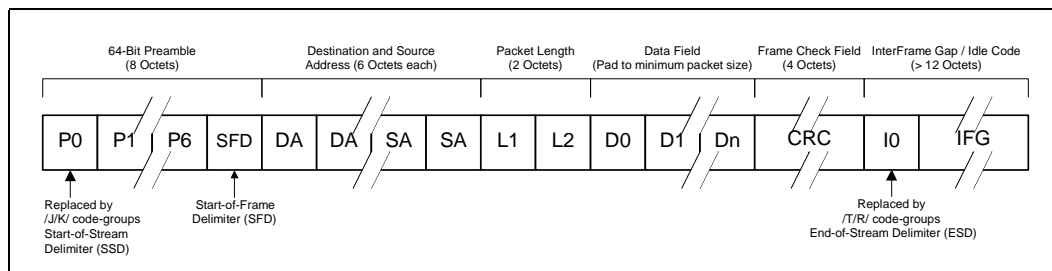 64-Bit Preamble
(8 Octets)
Destination and Source
Address (6 Octets each)
Packet Length
(2 Octets)
Data Field
(Pad to minimum packet size)
Frame Check Field
(4 Octets)
InterFrame Gap / Idle Code
(> 12 Octets)
P0 P1 P6 SFD DA DA SA SA L1 L2 D0 D1 Dn CRC I0 IFG
Replaced by
/J/K/ code-groups
Start-of-Stream
Delimiter (SSD)
Start-of-Frame
Delimiter (SFD)
Replaced by
/T/R/ code-groups
End-of-Stream Delimiter (ESD)